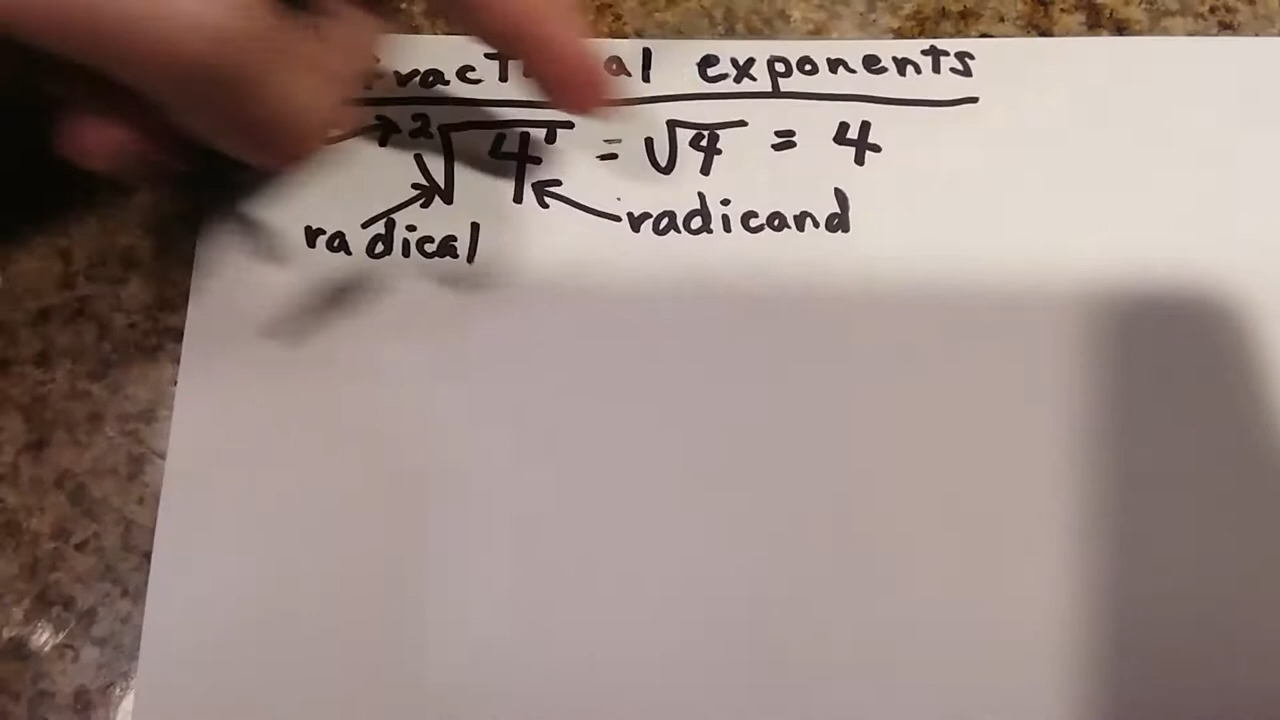 exponents
²√4¹ = √4 = 4
radical radicand